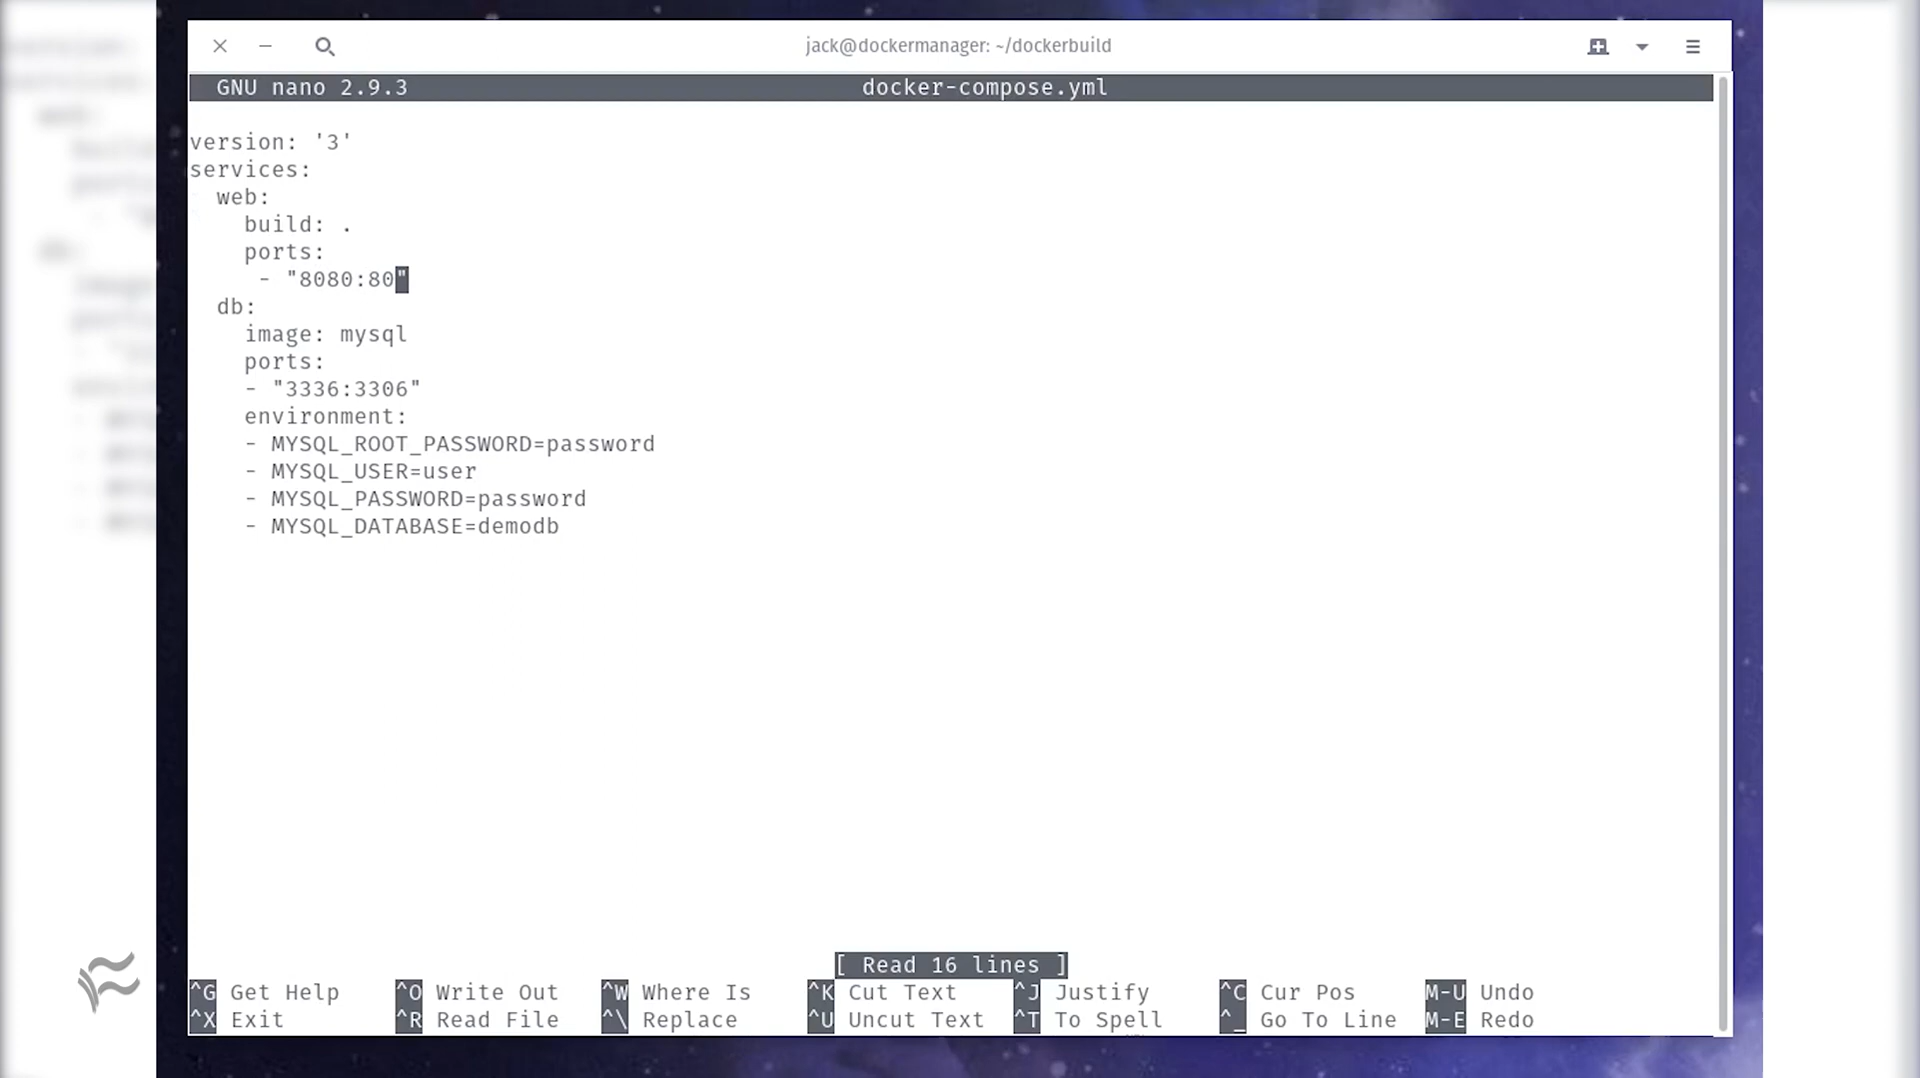 jack@dockermanager: ~/dockerbuild
GNU nano 2.9.3 docker-compose.yml
version: '3'
services:
  web:
    build: .
    ports:
     - "8080:80"
  db:
    image: mysql
    ports:
    - "3336:3306"
    environment:
    - MYSQL_ROOT_PASSWORD=password
    - MYSQL_USER=user
    - MYSQL_PASSWORD=password
    - MYSQL_DATABASE=demodb
[ Read 16 lines ]
^G Get Help ^O Write Out ^W Where Is ^K Cut Text ^J Justify ^C Cur Pos M-U Undo
^X Exit ^R Read File ^\ Replace ^U Uncut Text ^T To Spell ^_ Go To Line M-E Redo